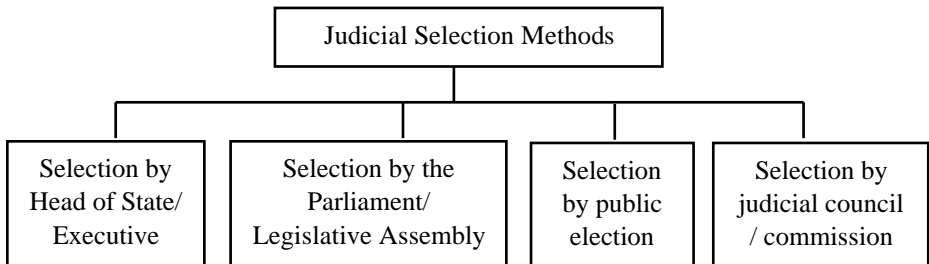 Judicial Selection Methods
Selection by
Head of State/
Executive
Selection by the
Parliament/
Legislative Assembly
Selection
by public
election
Selection by
judicial council
/ commission